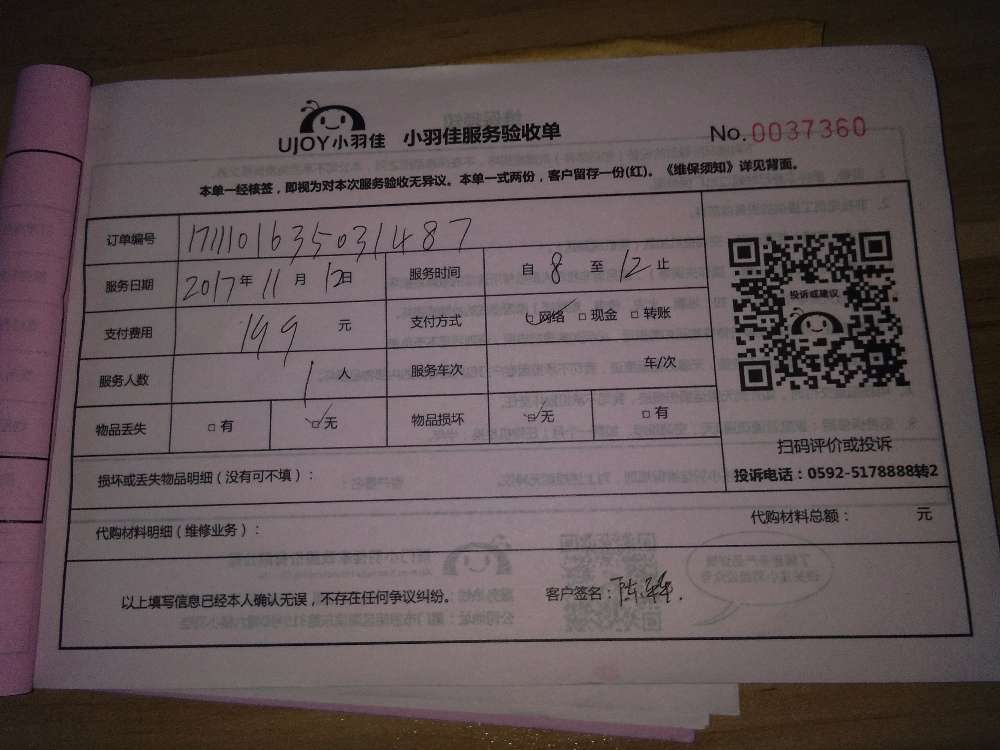 UJOY小羽佳 小羽佳服务验收单 No.0037360
本单一经核签，即视为对本次服务验收无异议。本单一式两份，客户留存一份(红)。《维保须知》详见背面。
订单编号 171110163503 1487
服务日期 2017年 11月 12日 服务时间 自 8 至 12 止
支付费用 199 元 支付方式 网络 现金 转账
投诉或建议
服务人数 1 人 服务车次 车/次
物品丢失 有 无 物品损坏 无 有
扫码评价或投诉
损坏或丢失物品明细（没有可不填）：
投诉电话：0592-5178888转2
代购材料明细（维修业务）： 代购材料总额： 元
以上填写信息已经本人确认无误，不存在任何争议纠纷。 客户签名：陈